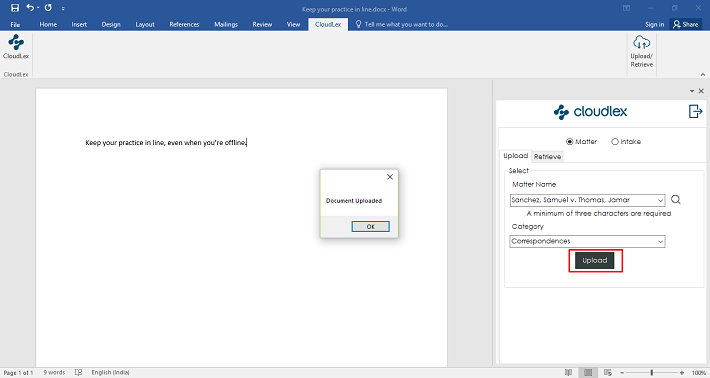 Keep your practice in line.docx - Word
File Home Insert Design Layout References Mailings Review View CloudLex Tell me what you want to do... Sign in Share
CloudLex
Upload/
Retrieve
CloudLex
cloudlex
Matter Intake
Upload Retrieve
Select
Matter Name
Sanchez, Samuel v. Thomas, Jamar
A minimum of three characters are required
Category
Correspondences
Upload
Keep your practice in line, even when you're offline.
Document Uploaded
OK
Page 1 of 1 9 words English (India) 100%